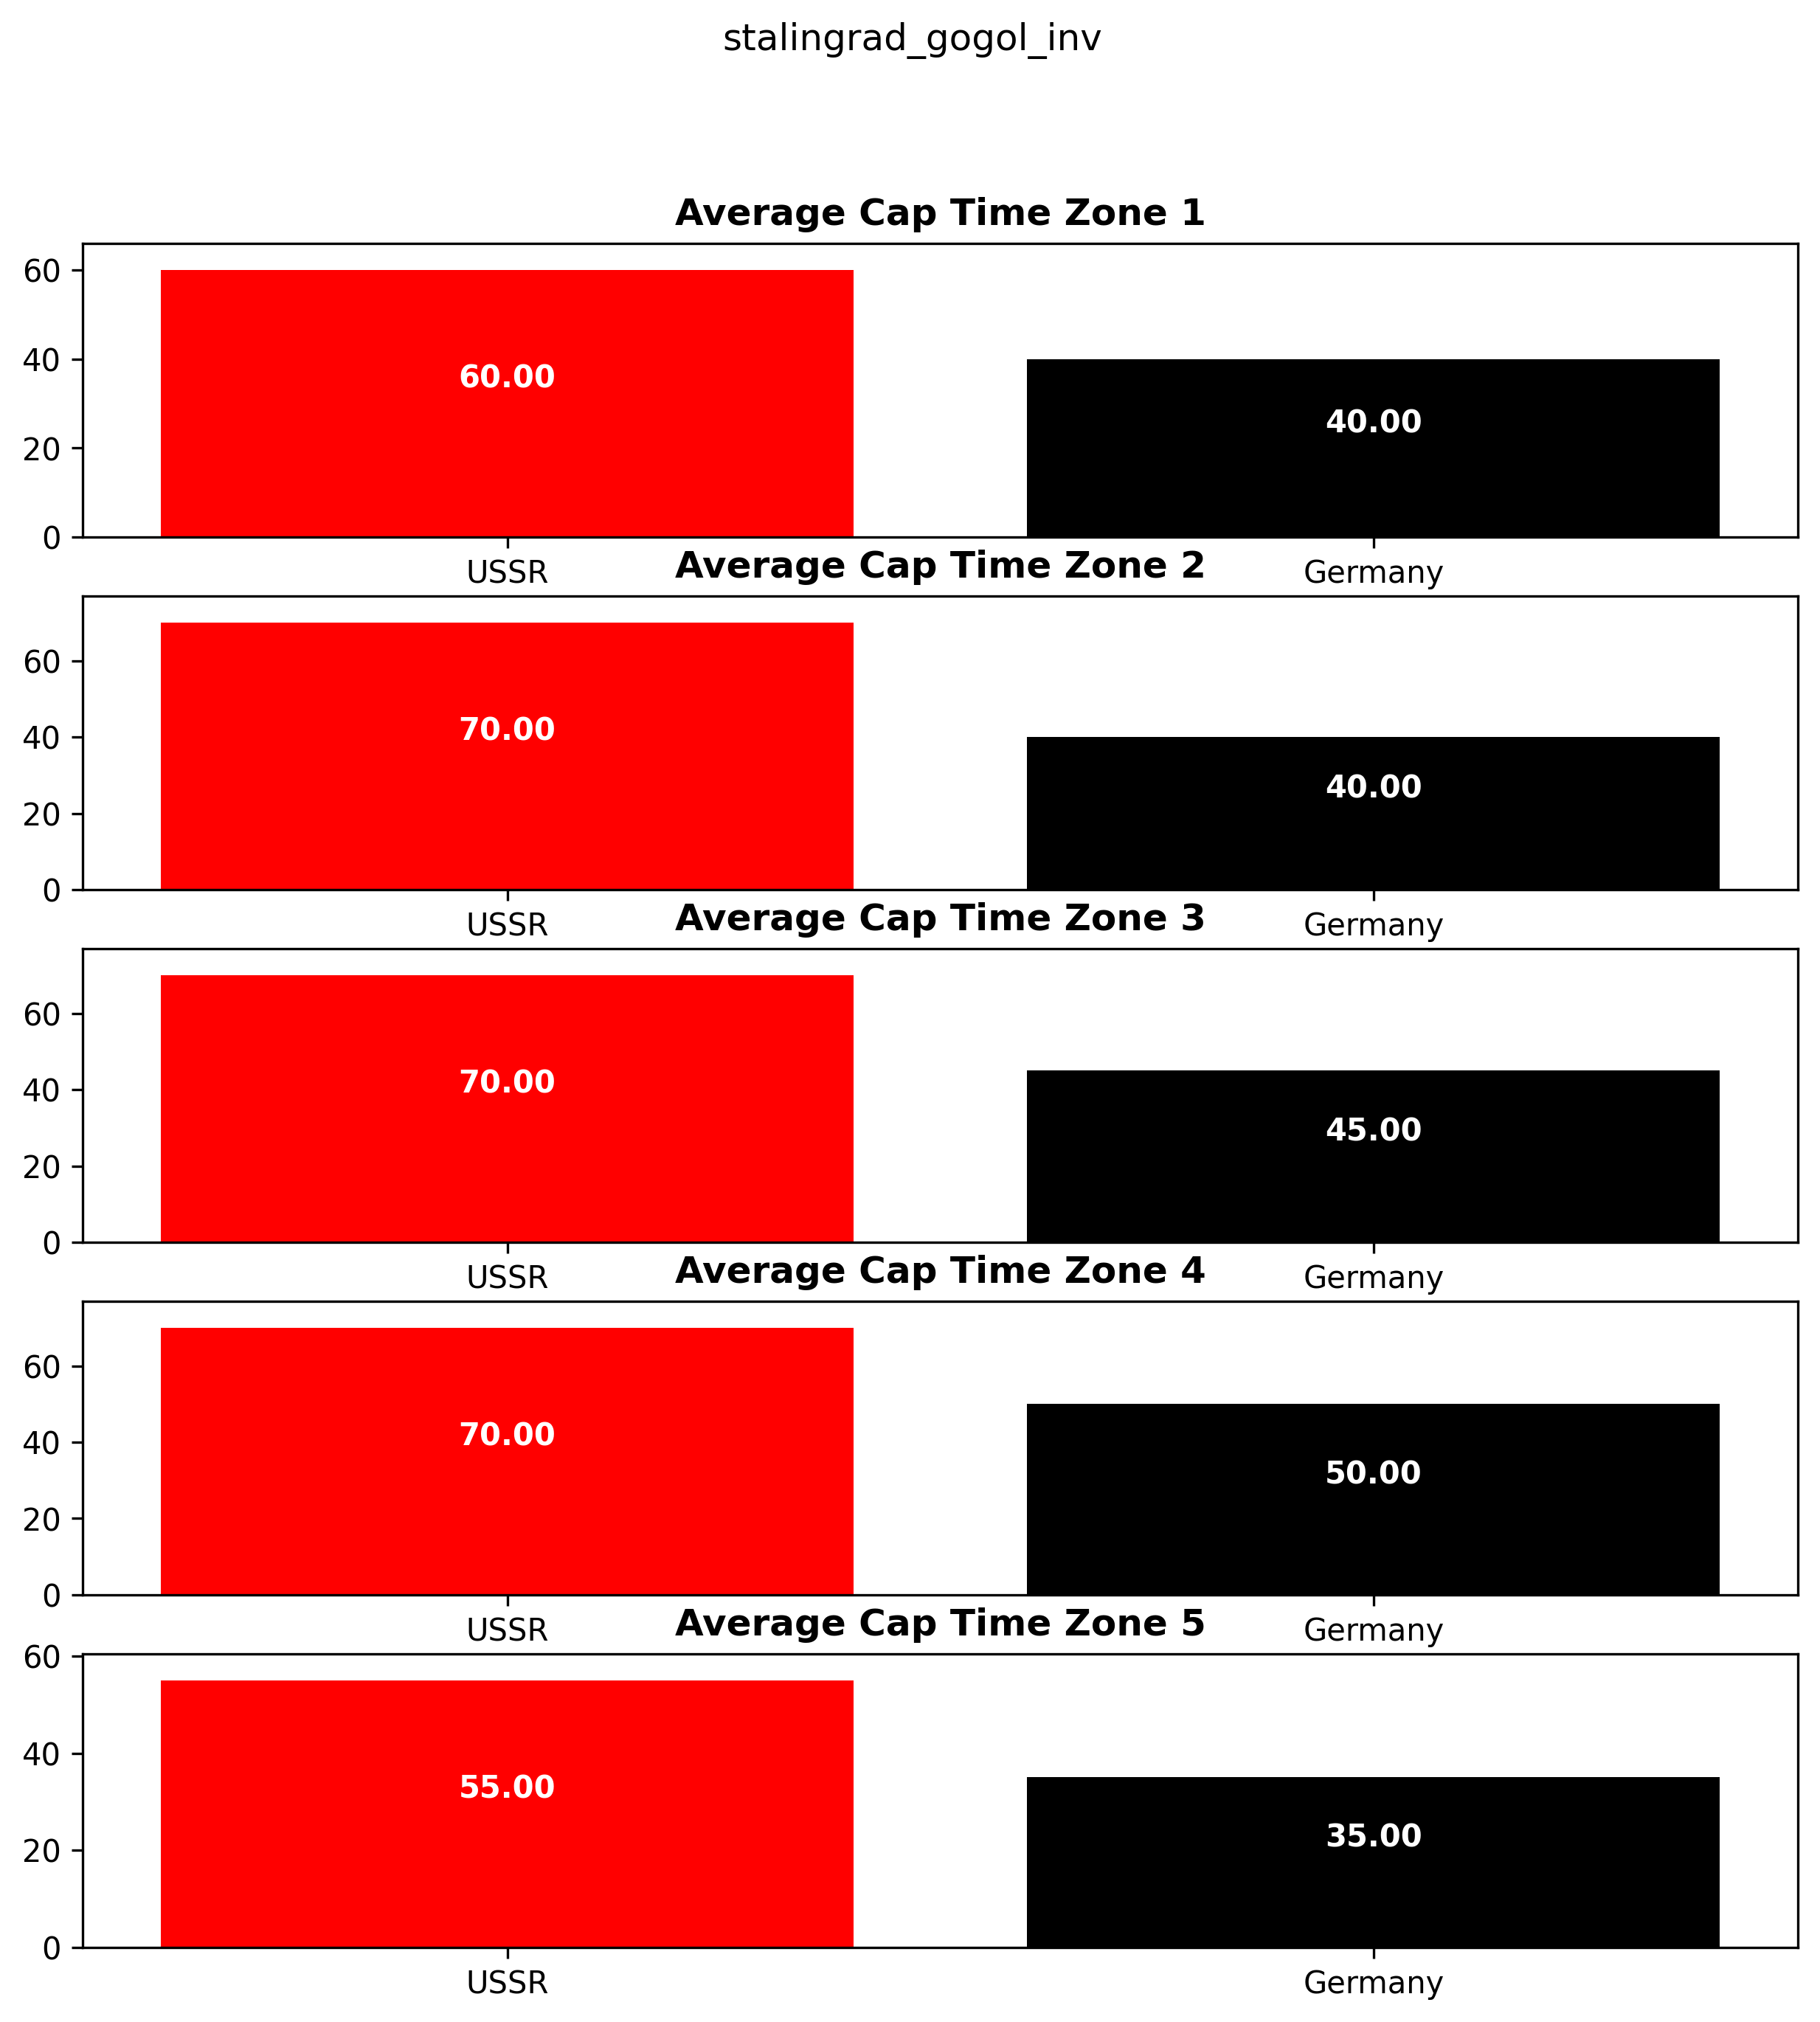 stalingrad_gogol_inv
Average Cap Time Zone 1
60
40
20
0
60.00
40.00
USSR
Germany
Average Cap Time Zone 2
60
40
20
0
70.00
40.00
USSR
Germany
Average Cap Time Zone 3
60
40
20
0
70.00
45.00
USSR
Germany
Average Cap Time Zone 4
60
40
20
0
70.00
50.00
USSR
Germany
Average Cap Time Zone 5
60
40
20
0
55.00
35.00
USSR
Germany